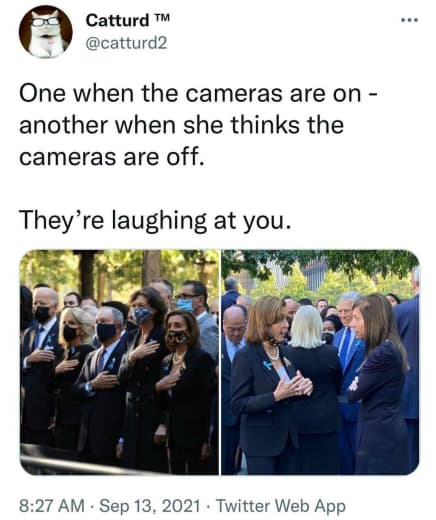 Catturd ™
@catturd2
One when the cameras are on -
another when she thinks the
cameras are off.
They’re laughing at you.
8:27 AM · Sep 13, 2021 · Twitter Web App